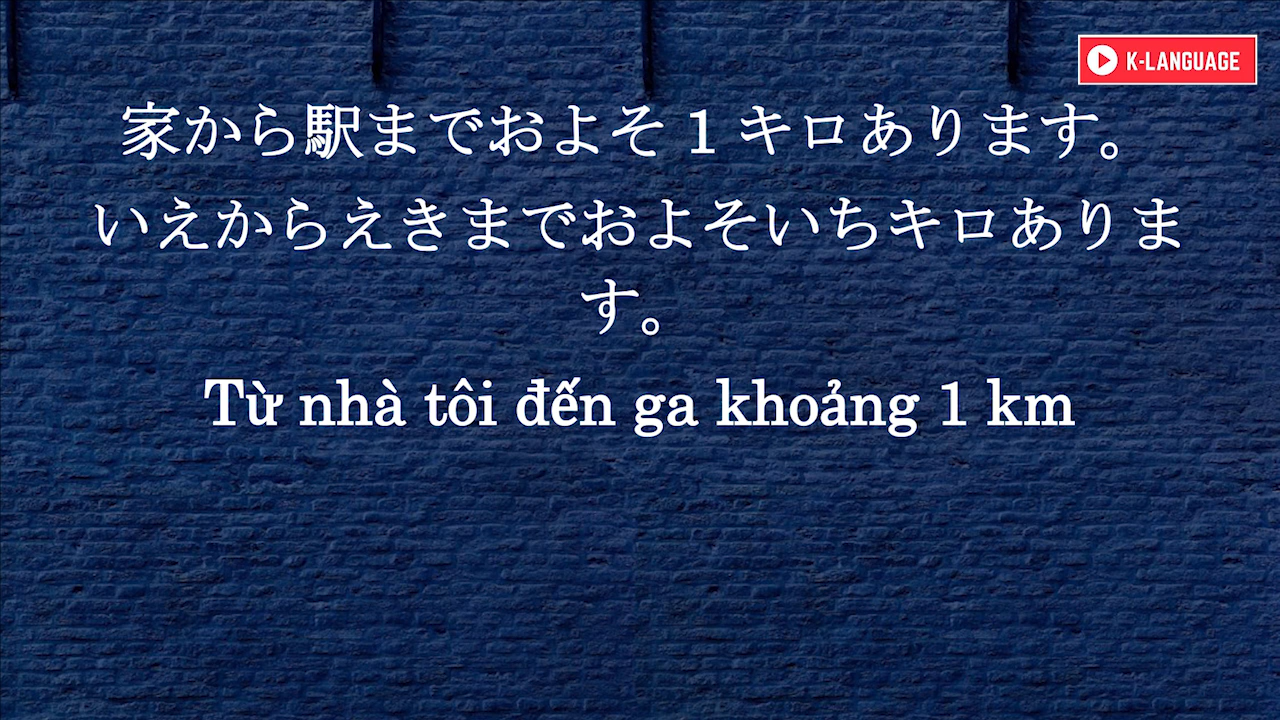 K-LANGUAGE
家から駅までおよそ1キロあります。
いえからえきまでおよそいちキロありま
す。
Từ nhà tôi đến ga khoảng 1 km